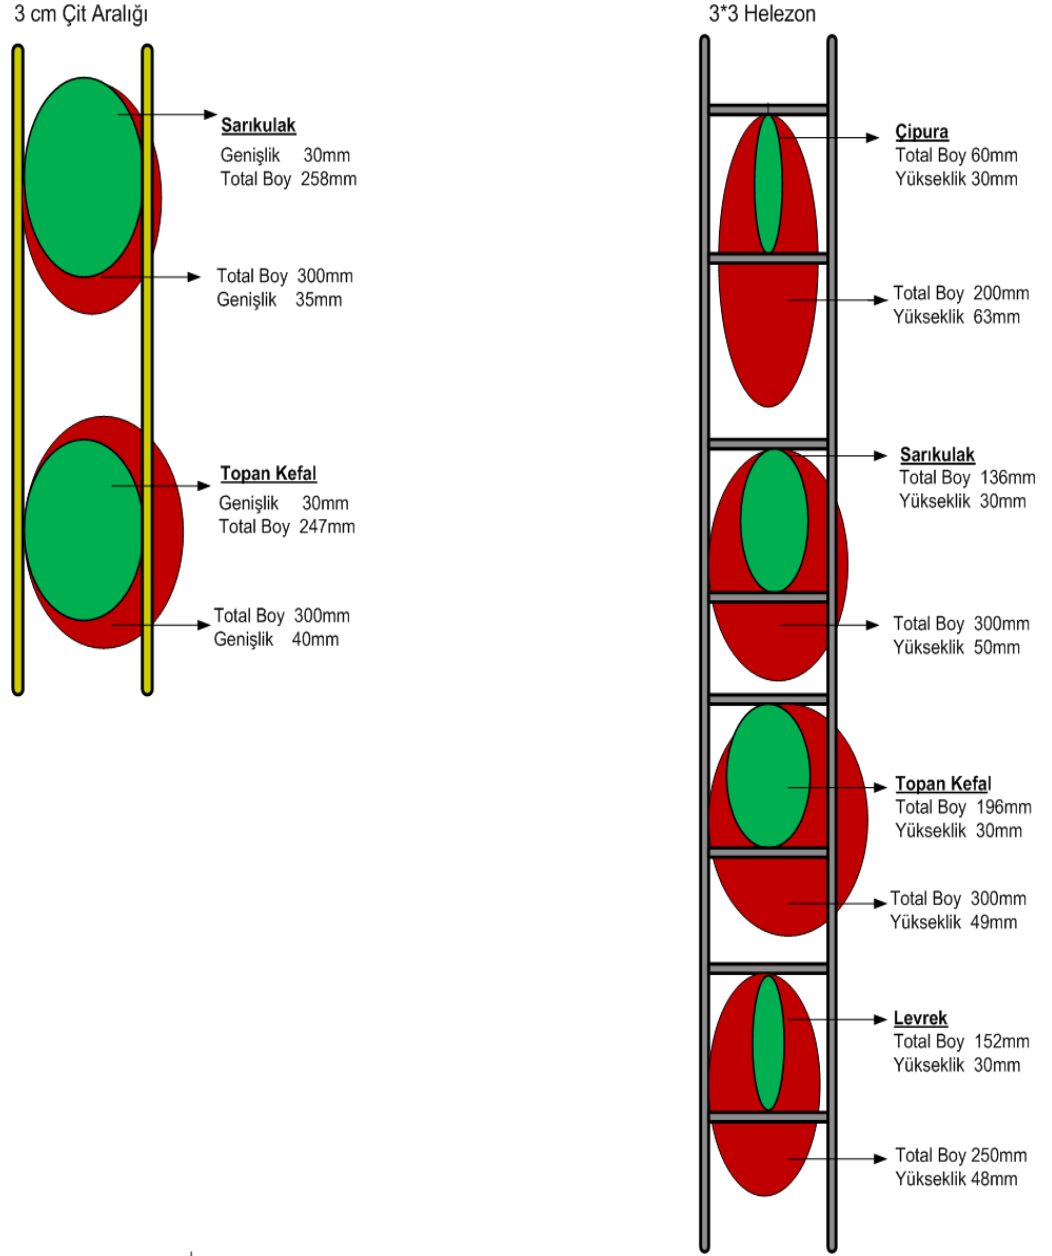 3 cm Çit Aralığı
Sarıkulak
Genişlik 30mm
Total Boy 258mm
Total Boy 300mm
Genişlik 35mm
Topan Kefal
Genişlik 30mm
Total Boy 247mm
Total Boy 300mm
Genişlik 40mm
3*3 Helezon
Çipura
Total Boy 60mm
Yükseklik 30mm
Total Boy 200mm
Yükseklik 63mm
Sarıkulak
Total Boy 136mm
Yükseklik 30mm
Total Boy 300mm
Yükseklik 50mm
Topan Kefal
Total Boy 196mm
Yükseklik 30mm
Total Boy 300mm
Yükseklik 49mm
Levrek
Total Boy 152mm
Yükseklik 30mm
Total Boy 250mm
Yükseklik 48mm